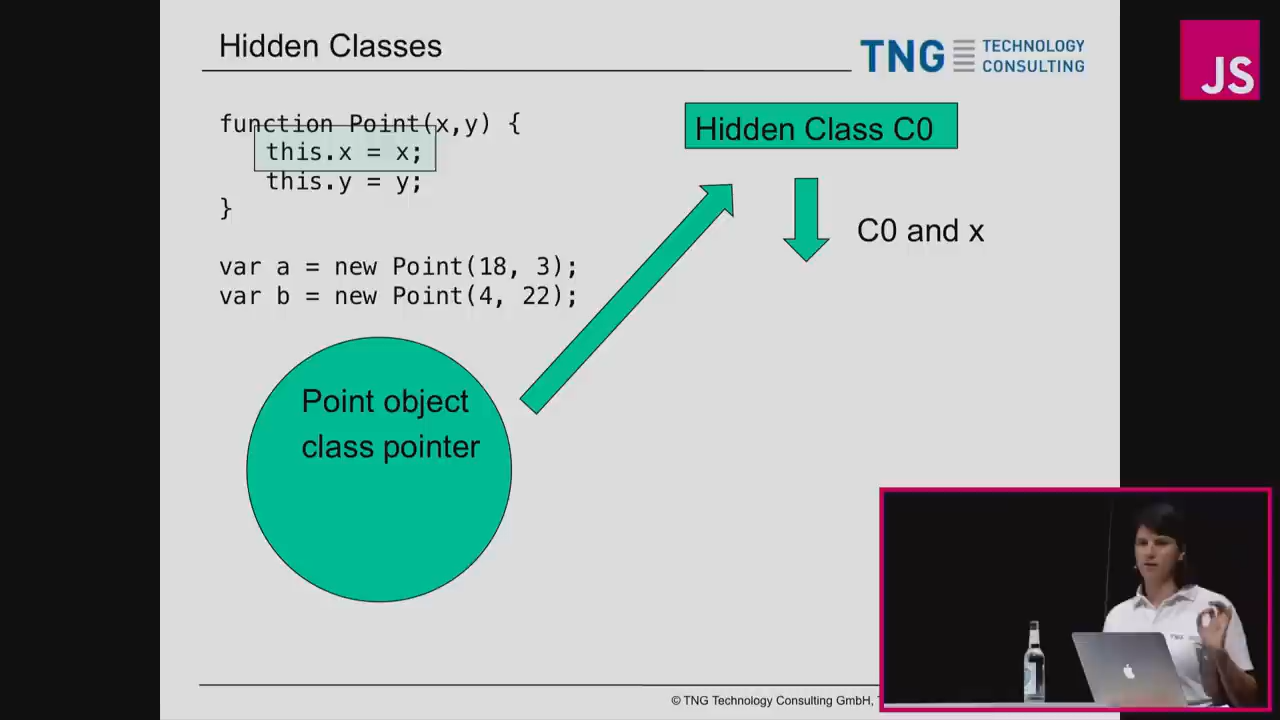 Hidden Classes
TNG TECHNOLOGY
CONSULTING
JS
function Point(x,y) {
this.x = x;
this.y = y;
}
var a = new Point(18, 3);
var b = new Point(4, 22);
Hidden Class C0
C0 and x
Point object
class pointer
© TNG Technology Consulting GmbH,
TNG